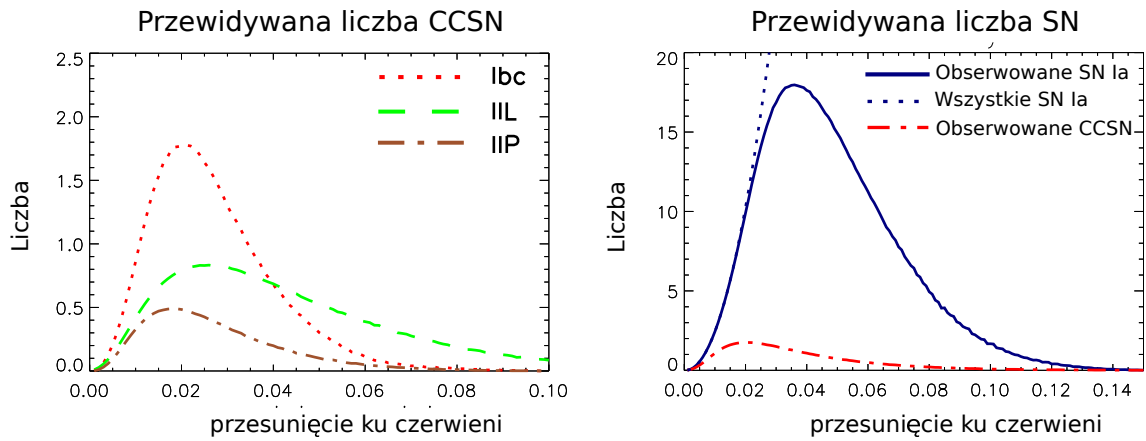 Przewidywana liczba CCSN
2.5
2.0
1.5
1.0
0.5
0.0
Liczba
Ibc
IIL
IIP
0.00 0.02 0.04 0.06 0.08 0.10
przesunięcie ku czerwieni
Przewidywana liczba SN
20
15
10
5
0
Liczba
Obserwowane SN Ia
Wszystkie SN Ia
Obserwowane CCSN
0.00 0.02 0.04 0.06 0.08 0.10 0.12 0.14
przesunięcie ku czerwieni